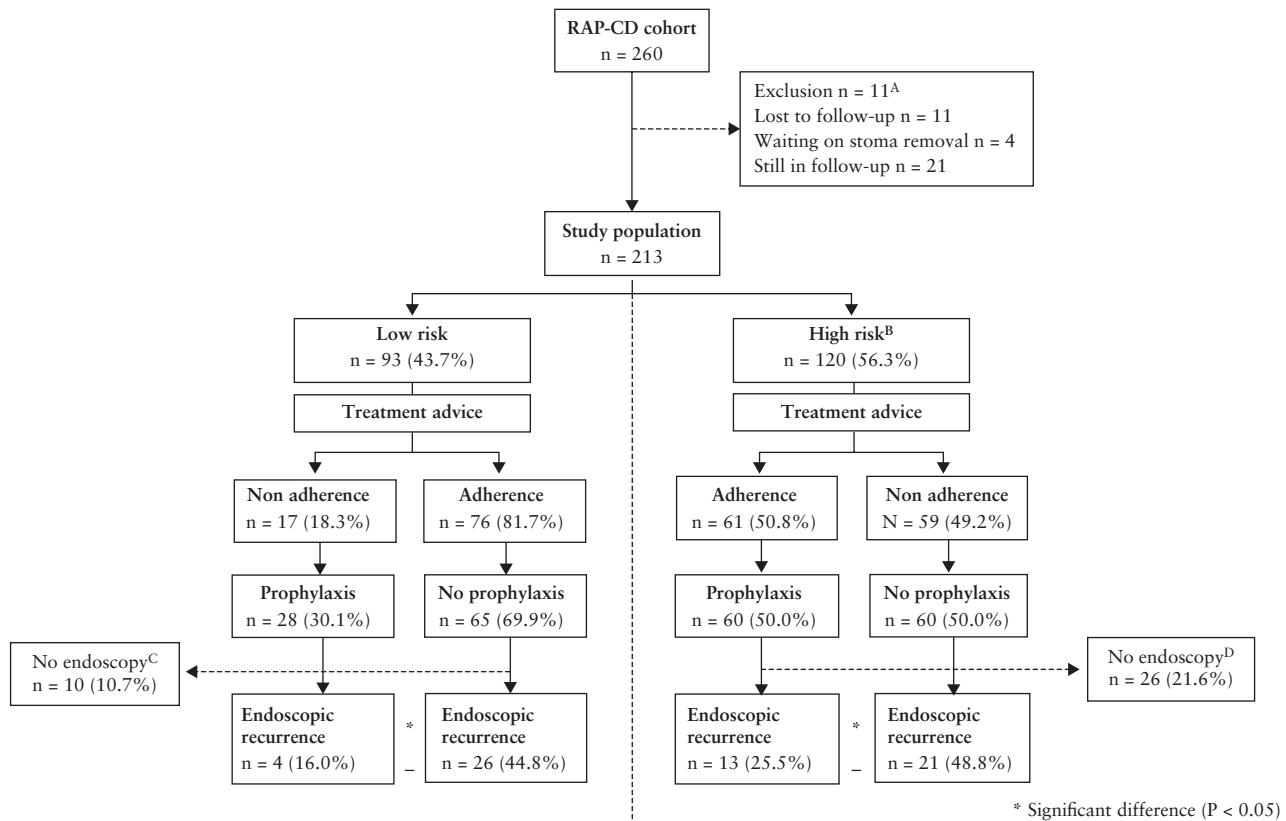 RAP-CD cohort
n = 260
Exclusion n = 11ᴬ
Lost to follow-up n = 11
Waiting on stoma removal n = 4
Still in follow-up n = 21
Study population
n = 213
Low risk
n = 93 (43.7%)
High riskᴮ
n = 120 (56.3%)
Treatment advice
Treatment advice
Non adherence
n = 17 (18.3%)
Adherence
n = 76 (81.7%)
Adherence
n = 61 (50.8%)
Non adherence
N = 59 (49.2%)
Prophylaxis
n = 28 (30.1%)
No prophylaxis
n = 65 (69.9%)
Prophylaxis
n = 60 (50.0%)
No prophylaxis
n = 60 (50.0%)
No endoscopyᶜ
n = 10 (10.7%)
No endoscopyᴰ
n = 26 (21.6%)
Endoscopic
recurrence
n = 4 (16.0%)
*
–
Endoscopic
recurrence
n = 26 (44.8%)
Endoscopic
recurrence
n = 13 (25.5%)
*
–
Endoscopic
recurrence
n = 21 (48.8%)
* Significant difference (P < 0.05)